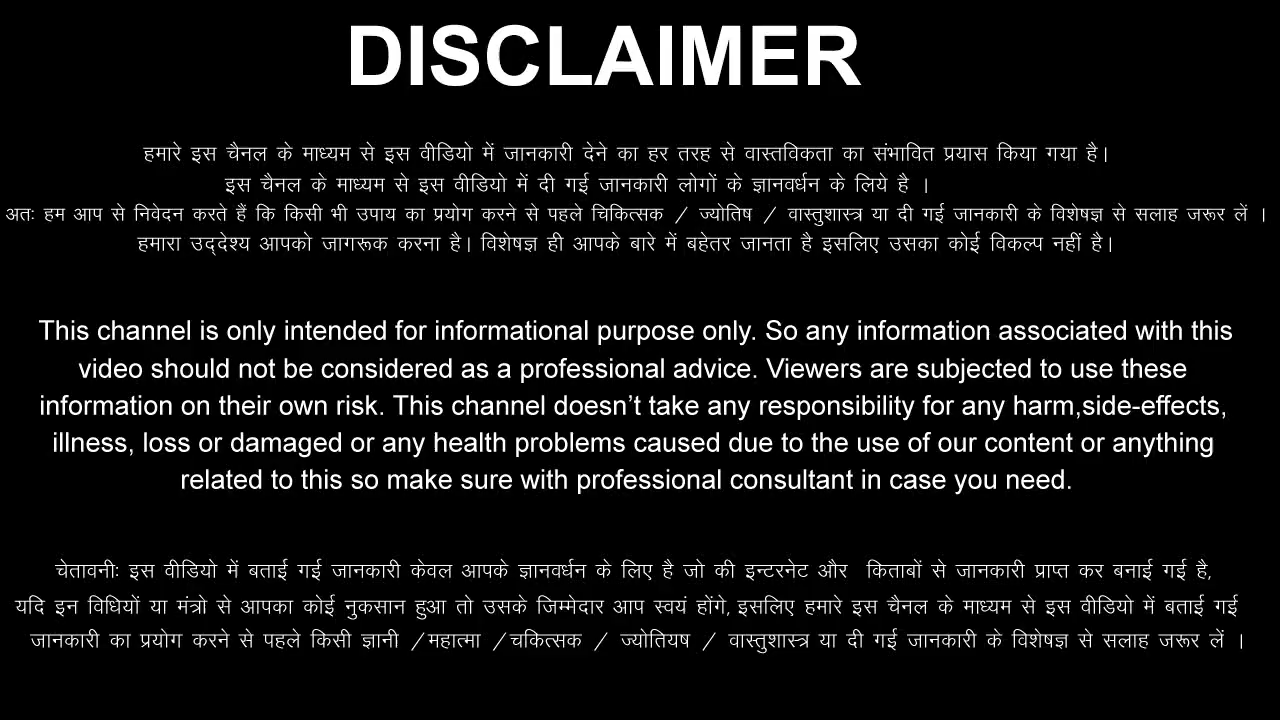 DISCLAIMER
हमारे इस चैनल के माध्यम से इस वीडियो में जानकारी देने का हर तरह से वास्तविकता का संभावित प्रयास किया गया है।
इस चैनल के माध्यम से इस वीडियो में दी गई जानकारी लोगों के ज्ञानवर्धन के लिये है ।
अतः हम आप से निवेदन करते हैं कि किसी भी उपाय का प्रयोग करने से पहले चिकित्सक / ज्योतिष / वास्तुशास्त्र या दी गई जानकारी के विशेषज्ञ से सलाह जरूर लें ।
हमारा उद्देश्य आपको जागरूक करना है। विशेषज्ञ ही आपके बारे में बहेतर जानता है इसलिए उसका कोई विकल्प नहीं है।
This channel is only intended for informational purpose only. So any information associated with this
video should not be considered as a professional advice. Viewers are subjected to use these
information on their own risk. This channel doesn’t take any responsibility for any harm,side-effects,
illness, loss or damaged or any health problems caused due to the use of our content or anything
related to this so make sure with professional consultant in case you need.
चेतावनीः इस वीडियो में बताई गई जानकारी केवल आपके ज्ञानवर्धन के लिए है जो की इन्टरनेट और किताबों से जानकारी प्राप्त कर बनाई गई है,
यदि इन विधियों या मंत्रो से आपका कोई नुकसान हुआ तो उसके जिम्मेदार आप स्वयं होंगे, इसलिए हमारे इस चैनल के माध्यम से इस वीडियो में बताई गई
जानकारी का प्रयोग करने से पहले किसी ज्ञानी /महात्मा /चकित्सक / ज्योतियष / वास्तुशास्त्र या दी गई जानकारी के विशेषज्ञ से सलाह जरूर लें ।